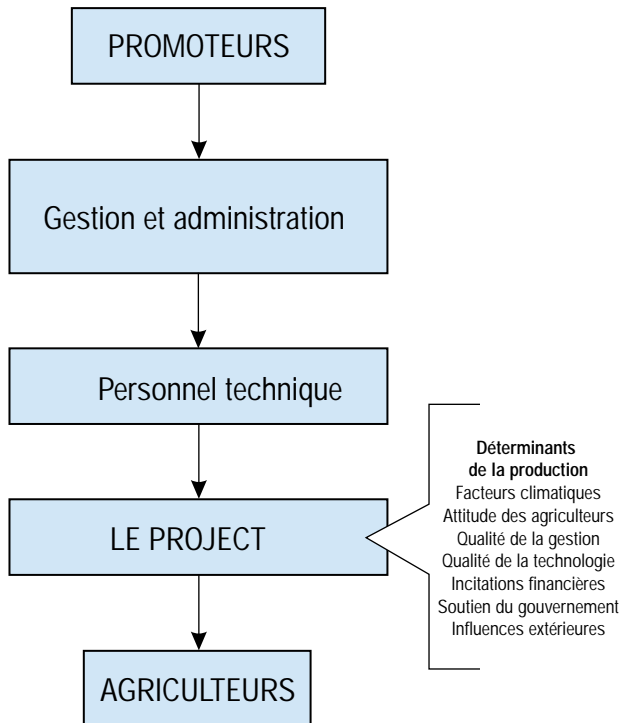 PROMOTEURS
Gestion et administration
Personnel technique
LE PROJECT
Déterminants
de la production
Facteurs climatiques
Attitude des agriculteurs
Qualité de la gestion
Qualité de la technologie
Incitations financières
Soutien du gouvernement
Influences extérieures
AGRICULTEURS